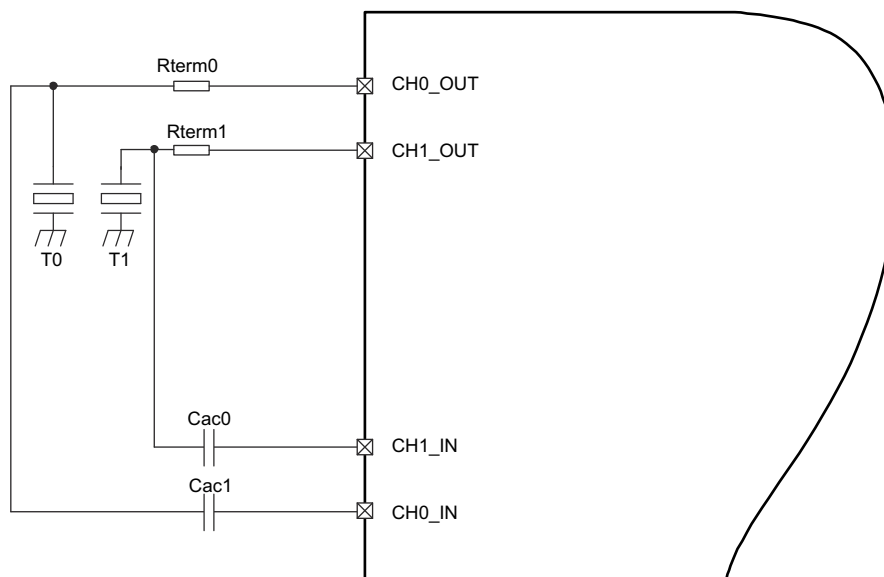 Rterm0
CH0_OUT
Rterm1
CH1_OUT
T0
T1
Cac0
CH1_IN
Cac1
CH0_IN